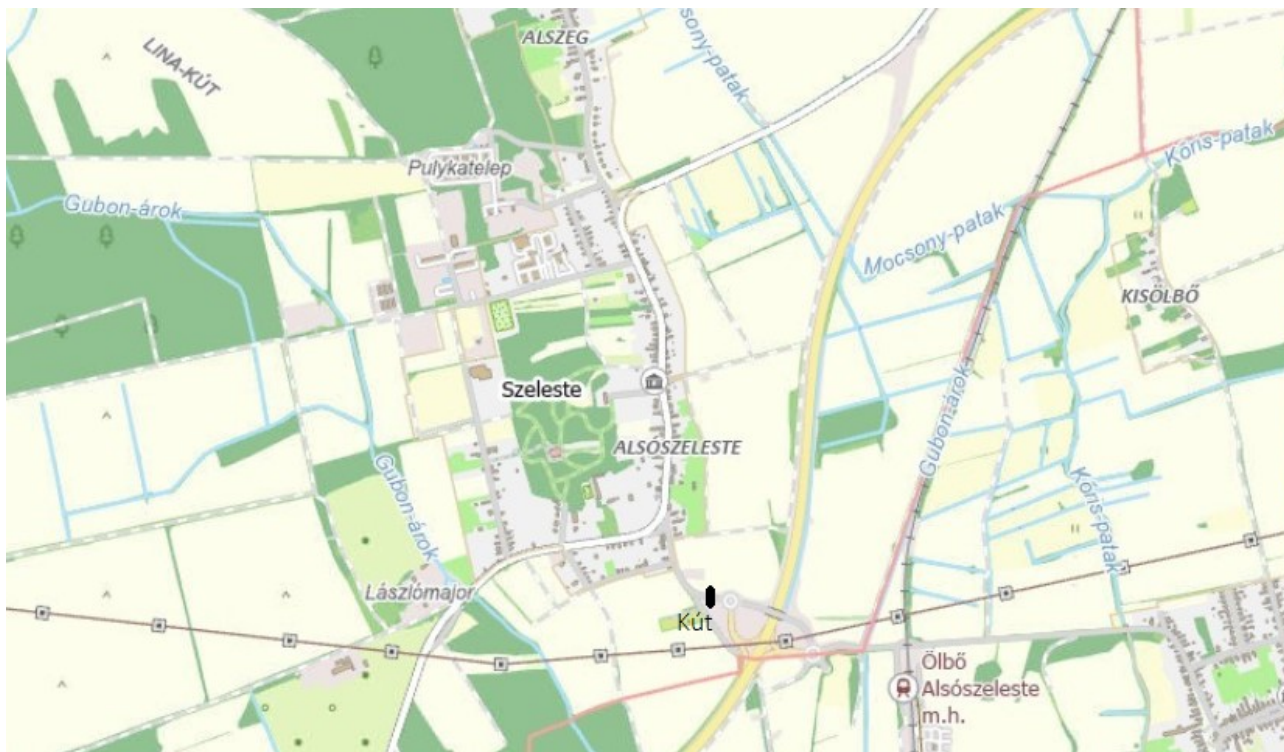 ALSZEG
csony-patak
LINA-KÚT
Pulykatelep
Gubon-árok
Kőris-patak
Mocsony-patak
KISÖLBŐ
Szeleste
ALSÓSZELESTE
Gubon-árok
Gubon-árok
Kőris-patak
Lászlómajor
Kút
Ölbő
Alsószeleste
m.h.